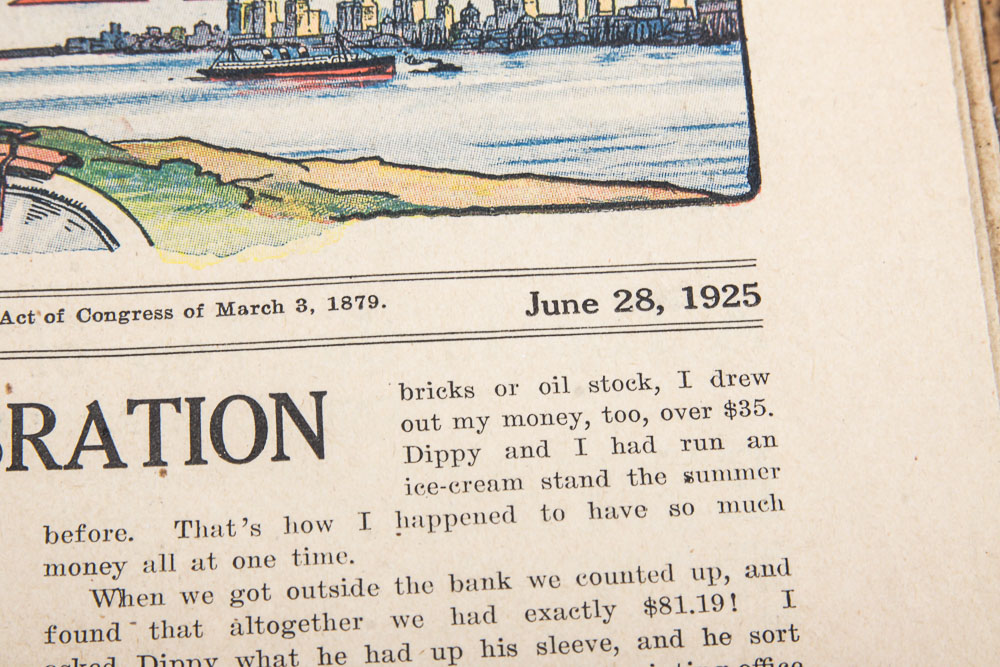 Act of Congress of March 3, 1879.
June 28, 1925
RATION
bricks or oil stock, I drew
out my money, too, over $35.
Dippy and I had run an
ice-cream stand the summer
before. That's how I happened to have so much
money all at one time.
When we got outside the bank we counted up, and
found that altogether we had exactly $81.19! I
asked Dippy what he had up his sleeve, and he sort
office